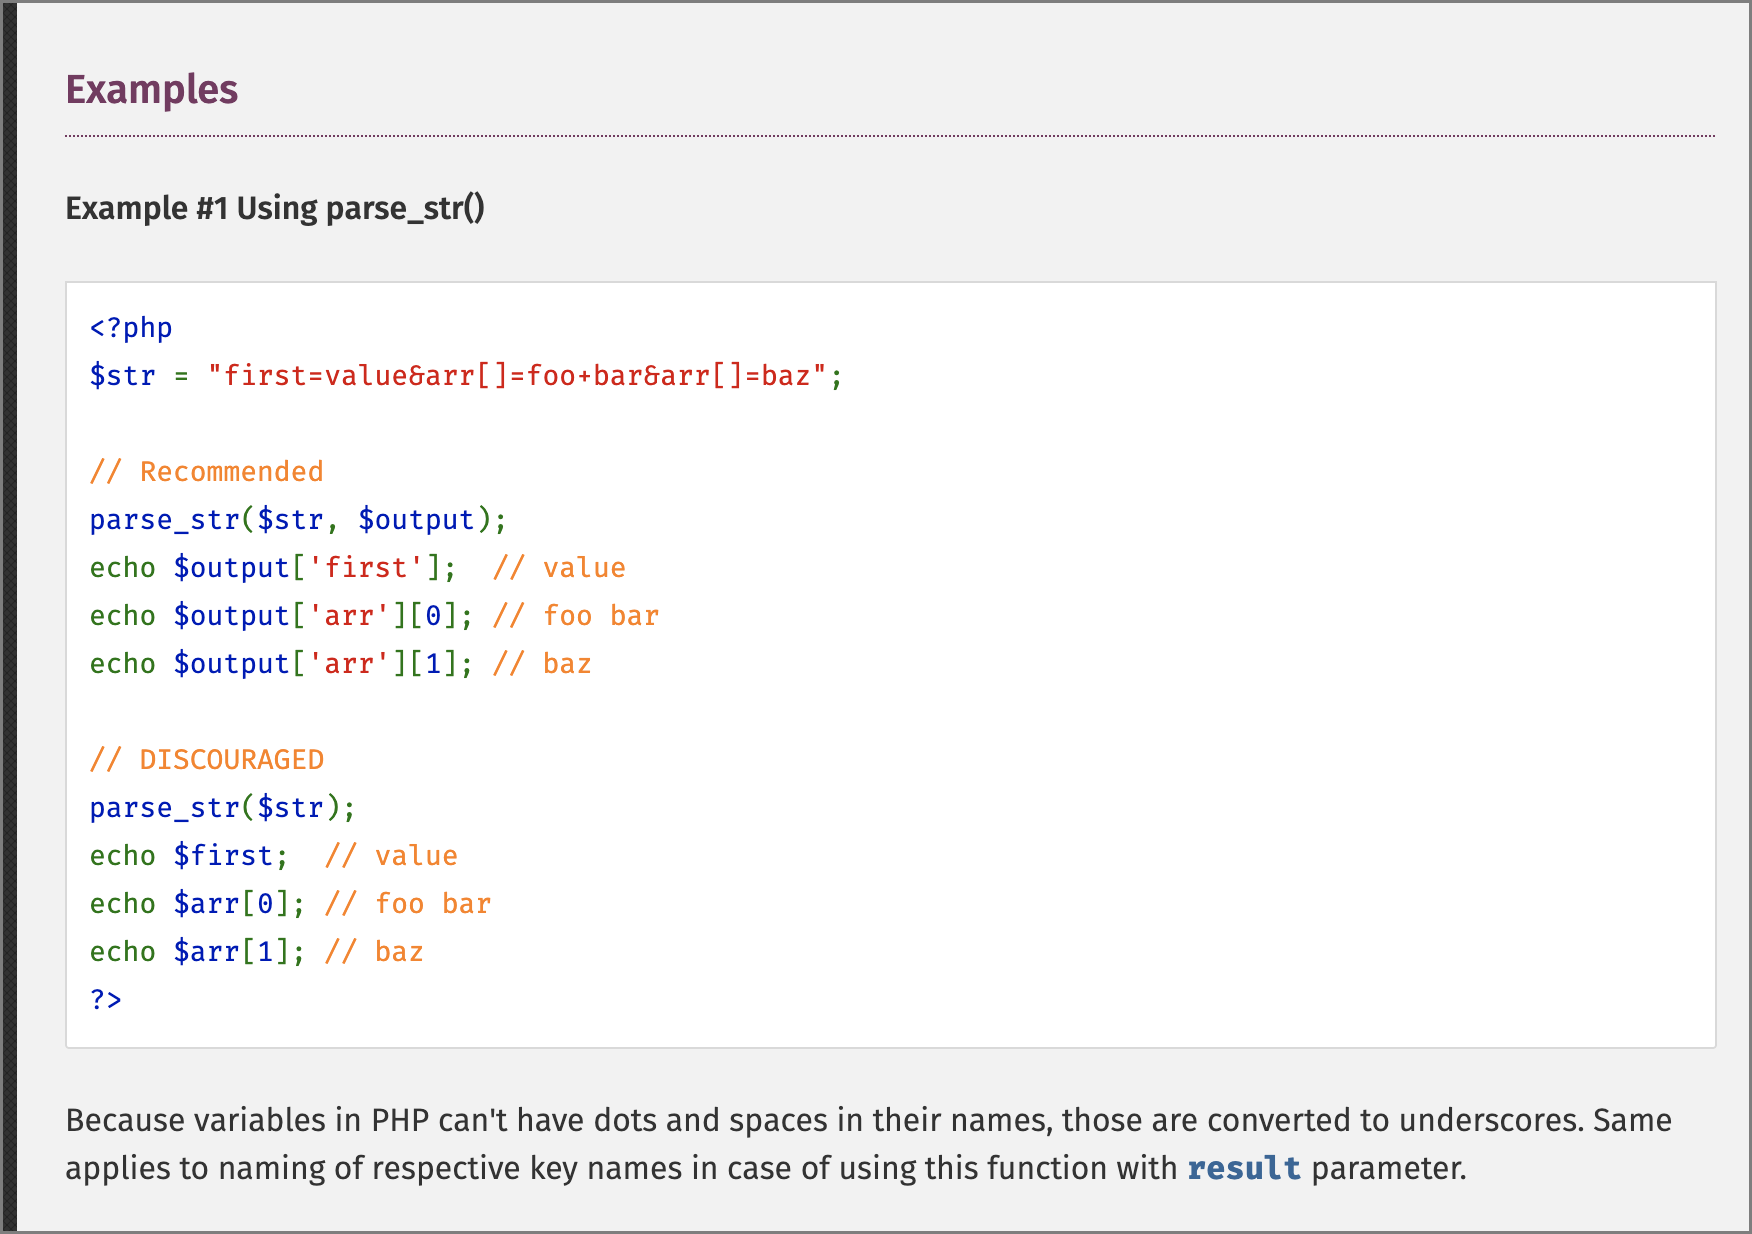 Examples
Example #1 Using parse_str()
<?php
$str = "first=value&arr[]=foo+bar&arr[]=baz";
// Recommended
parse_str($str, $output);
echo $output['first'];  // value
echo $output['arr'][0]; // foo bar
echo $output['arr'][1]; // baz
// DISCOURAGED
parse_str($str);
echo $first;  // value
echo $arr[0]; // foo bar
echo $arr[1]; // baz
?>
Because variables in PHP can't have dots and spaces in their names, those are converted to underscores. Same
applies to naming of respective key names in case of using this function with result parameter.